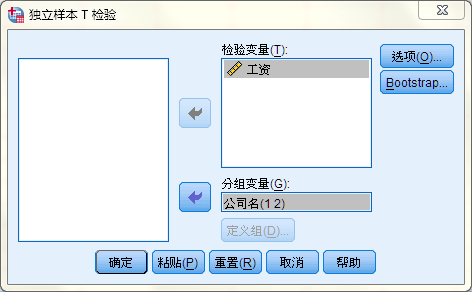 独立样本 T 检验
检验变量(T):
工资
选项(O)...
Bootstrap...
分组变量(G):
公司名(1 2)
定义组(D)...
确定
粘贴(P)
重置(R)
取消
帮助